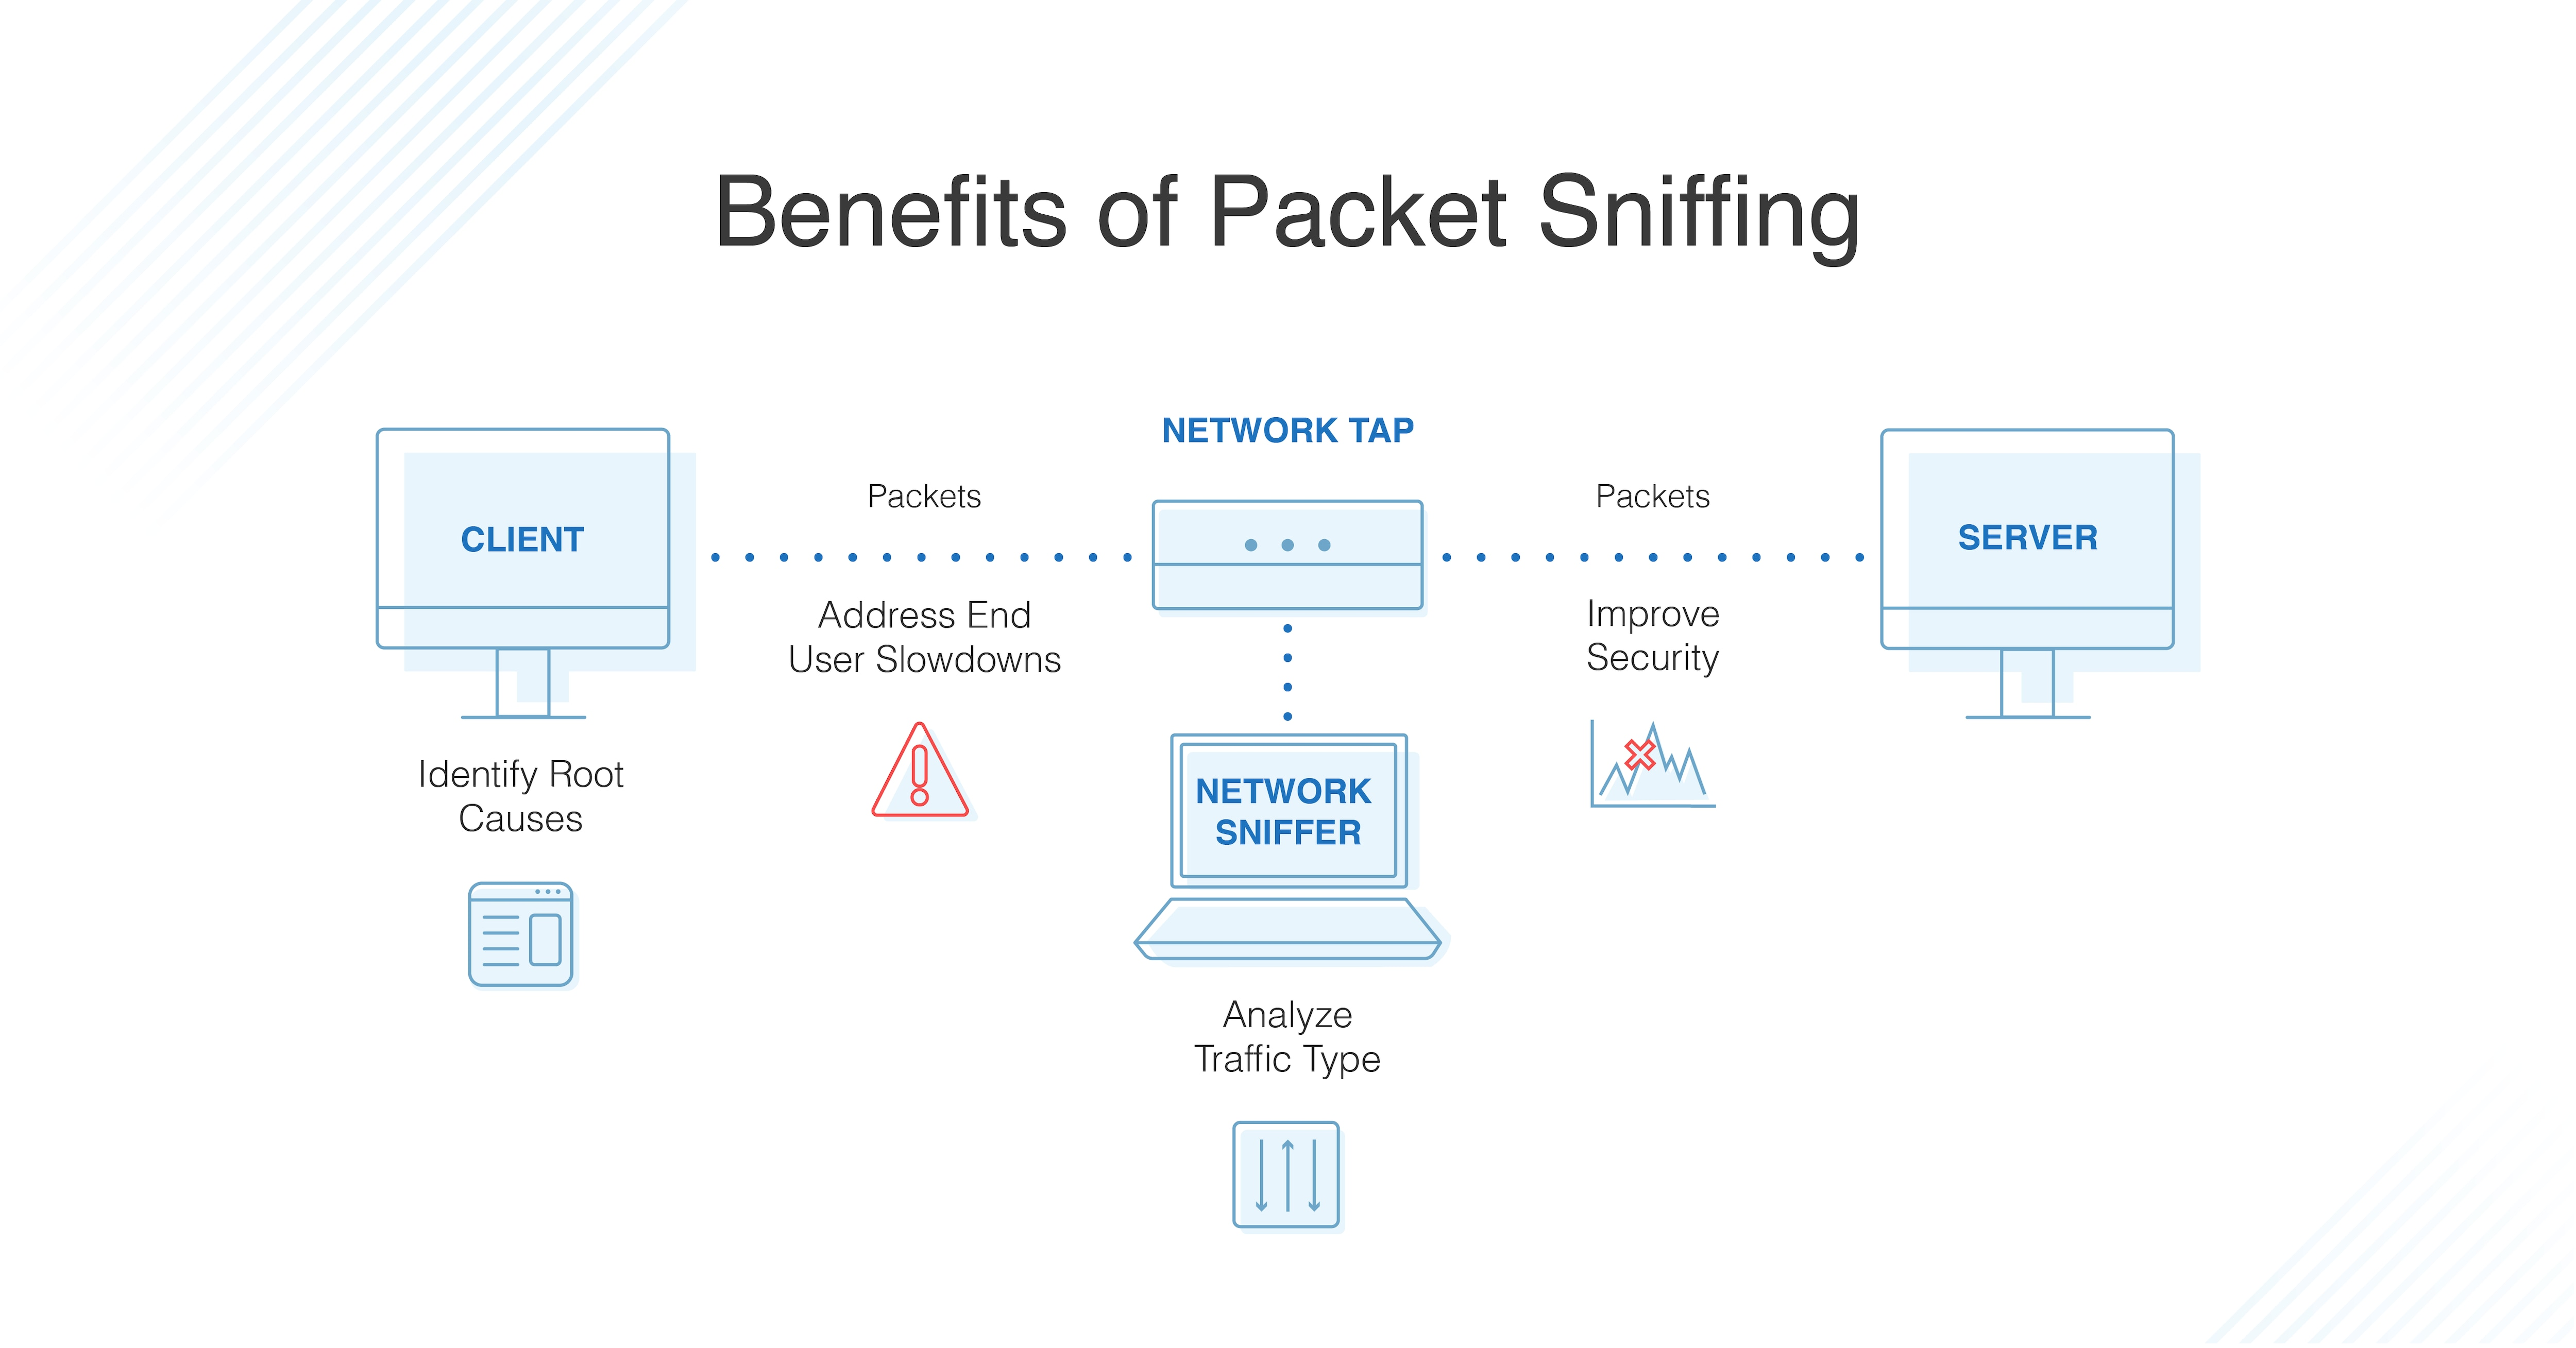 Benefits of Packet Sniffing
NETWORK TAP
Packets
Packets
CLIENT
SERVER
Address End
User Slowdowns
Improve
Security
Identify Root
Causes
NETWORK
SNIFFER
Analyze
Traffic Type